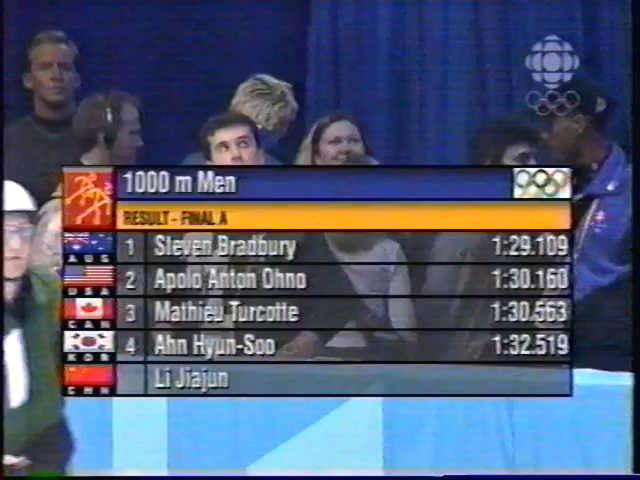 1000 m Men
RESULT - FINAL A
AUS 1 Steven Bradbury 1:29.109
USA 2 Apolo Anton Ohno 1:30.160
CAN 3 Mathieu Turcotte 1:30.563
KOR 4 Ahn Hyun-Soo 1:32.519
CHN Li Jiajun